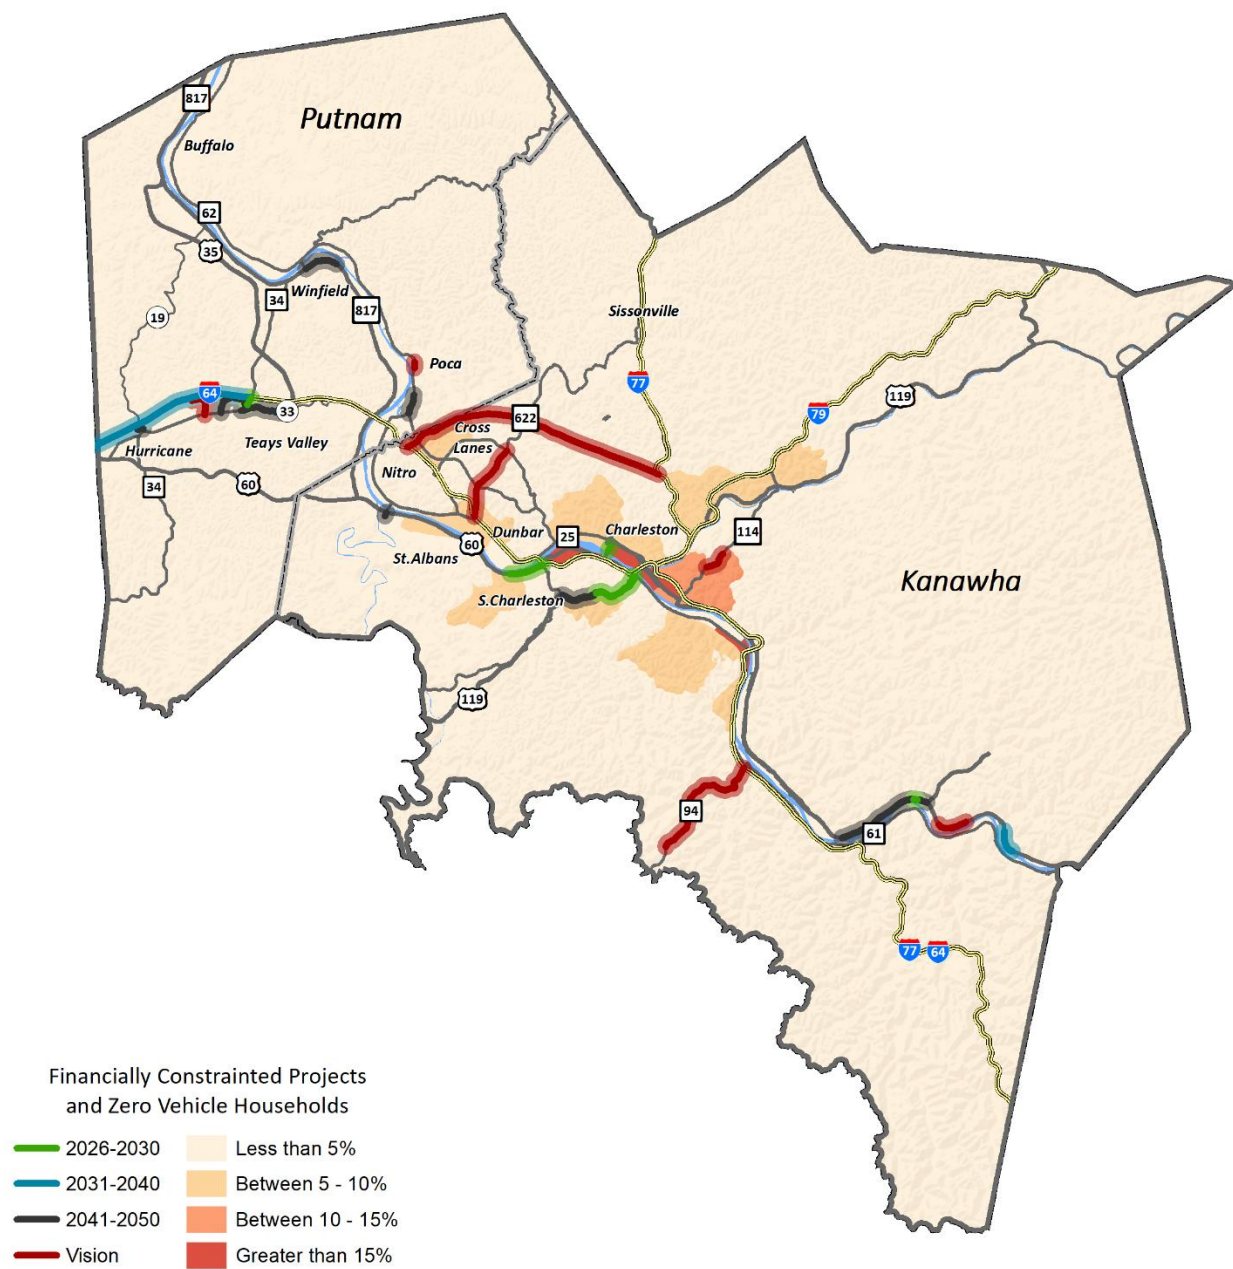 817
Putnam
Buffalo
62
35
Winfield
34
817
19
Sissonville
Poca
77
64
119
79
622
33
Cross
Lanes
Teays Valley
Hurricane
Nitro
34
60
25
Charleston
Dunbar
114
60
St.Albans
Kanawha
S.Charleston
119
94
61
77
64
Financially Constrainted Projects
and Zero Vehicle Households
2026-2030
Less than 5%
2031-2040
Between 5 - 10%
2041-2050
Between 10 - 15%
Vision
Greater than 15%